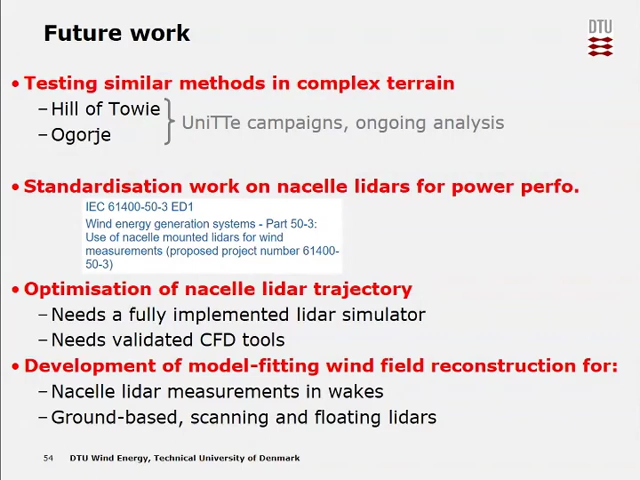 Future work
DTU
• Testing similar methods in complex terrain
–Hill of Towie
–Ogorje
UniTTe campaigns, ongoing analysis
• Standardisation work on nacelle lidars for power perfo.
IEC 61400-50-3 ED1
Wind energy generation systems - Part 50-3:
Use of nacelle mounted lidars for wind
measurements (proposed project number 61400-
50-3)
• Optimisation of nacelle lidar trajectory
–Needs a fully implemented lidar simulator
–Needs validated CFD tools
• Development of model-fitting wind field reconstruction for:
–Nacelle lidar measurements in wakes
–Ground-based, scanning and floating lidars
54 DTU Wind Energy, Technical University of Denmark